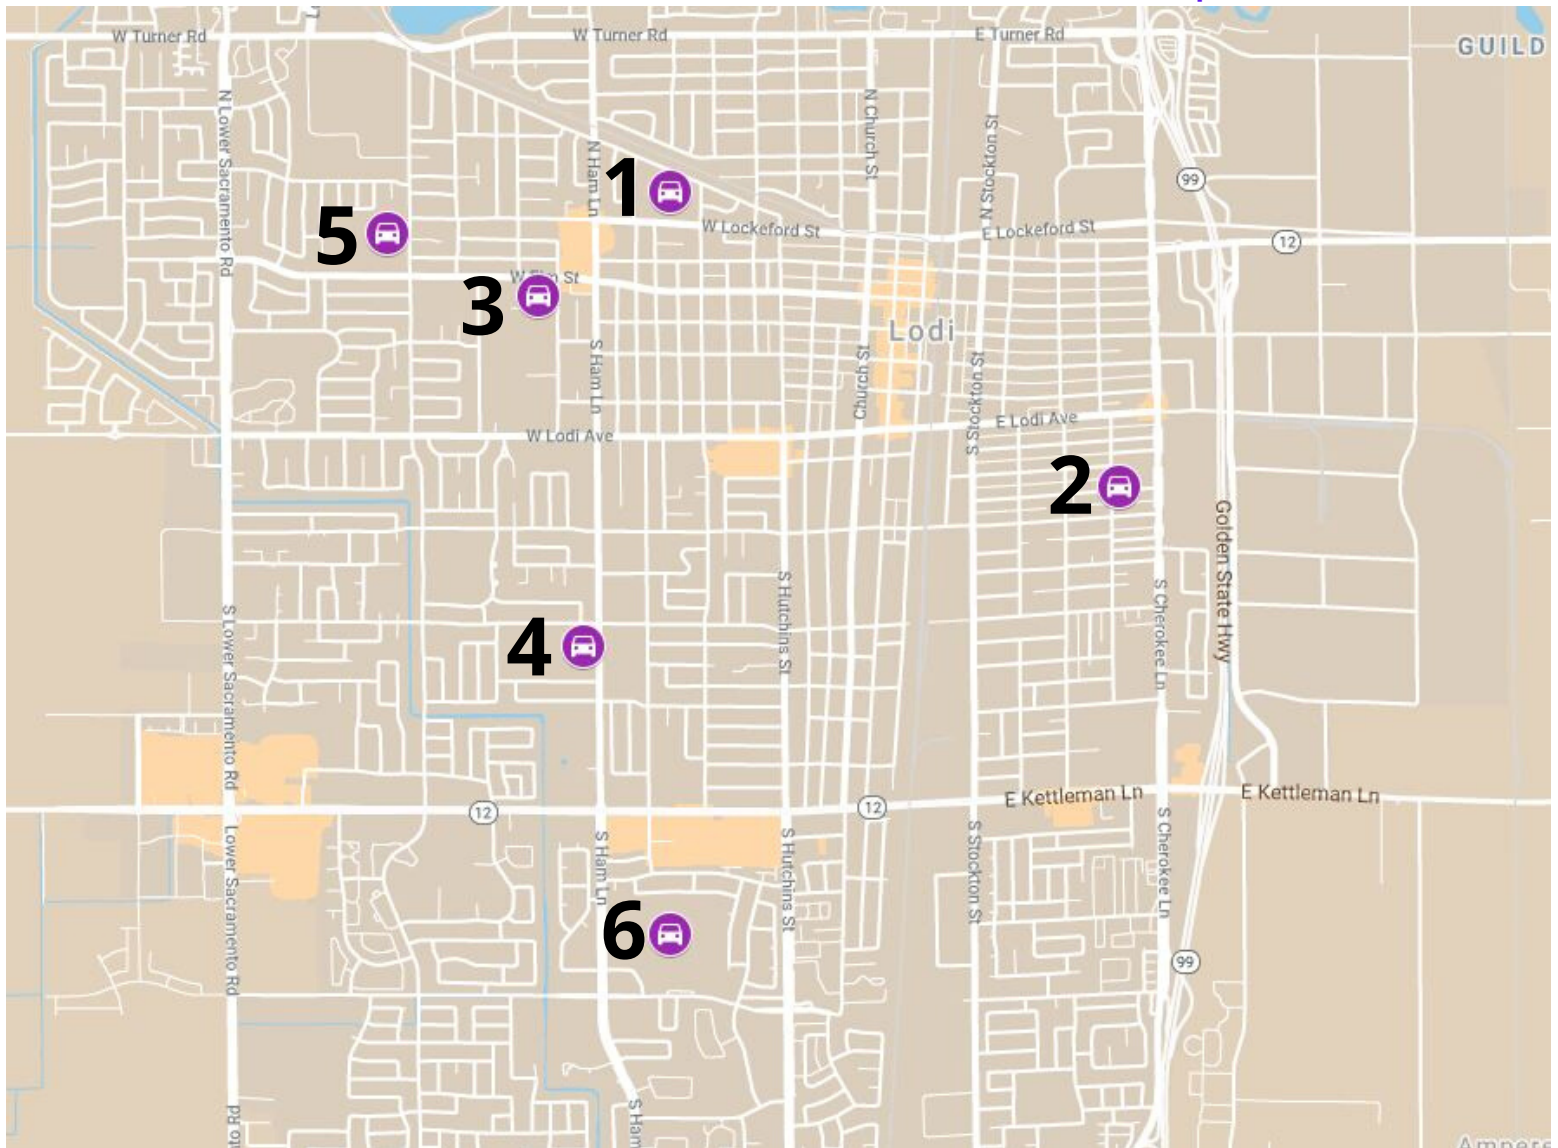 W Turner Rd
W Turner Rd
E Turner Rd
GUILD
N Lower Sacramento Rd
N Ham Ln
N Church St
N Stockton St
99
1
5
W Lockeford St
E Lockeford St
12
W Elm St
3
Lodi
S Ham Ln
Church St
S Stockton St
W Lodi Ave
E Lodi Ave
2
Golden State Hwy
S Lower Sacramento Rd
S Hutchins St
S Cherokee Ln
4
12
12
E Kettleman Ln
E Kettleman Ln
Lower Sacramento Rd
S Ham Ln
S Hutchins St
S Stockton St
S Cherokee Ln
6
99
S Ham